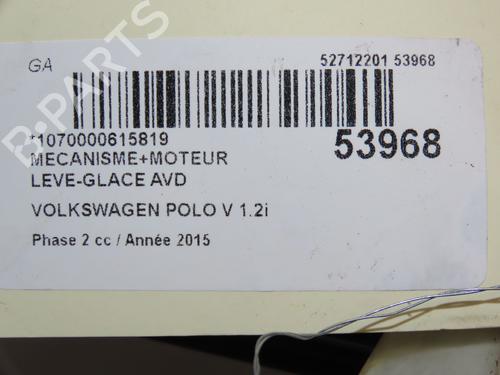 GA
52712201 53968
*1070000615819
53968
MECANISME+MOTEUR
LEVE-GLACE AVD
VOLKSWAGEN POLO V 1.2i
Phase 2 cc / Année 2015
B-PARTS